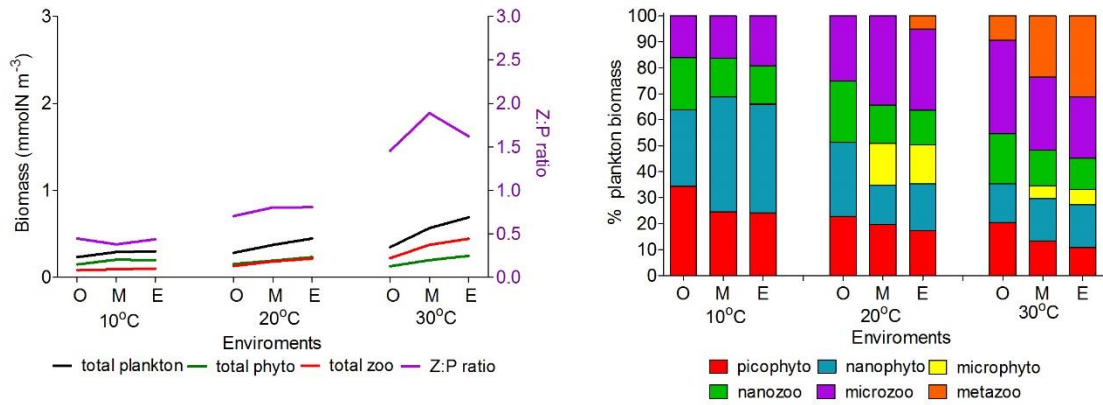 3
2
1
0
Biomass (mmolN m⁻³)
3.0
2.5
2.0
1.5
1.0
0.5
0.0
Z:P ratio
O M E O M E O M E
10°C 20°C 30°C
Enviroments
total plankton total phyto total zoo Z:P ratio
100
90
80
70
60
50
40
30
20
10
0
% plankton biomass
O M E O M E O M E
10°C 20°C 30°C
Enviroments
picophyto nanophyto microphyto
nanozoo microzoo metazoo